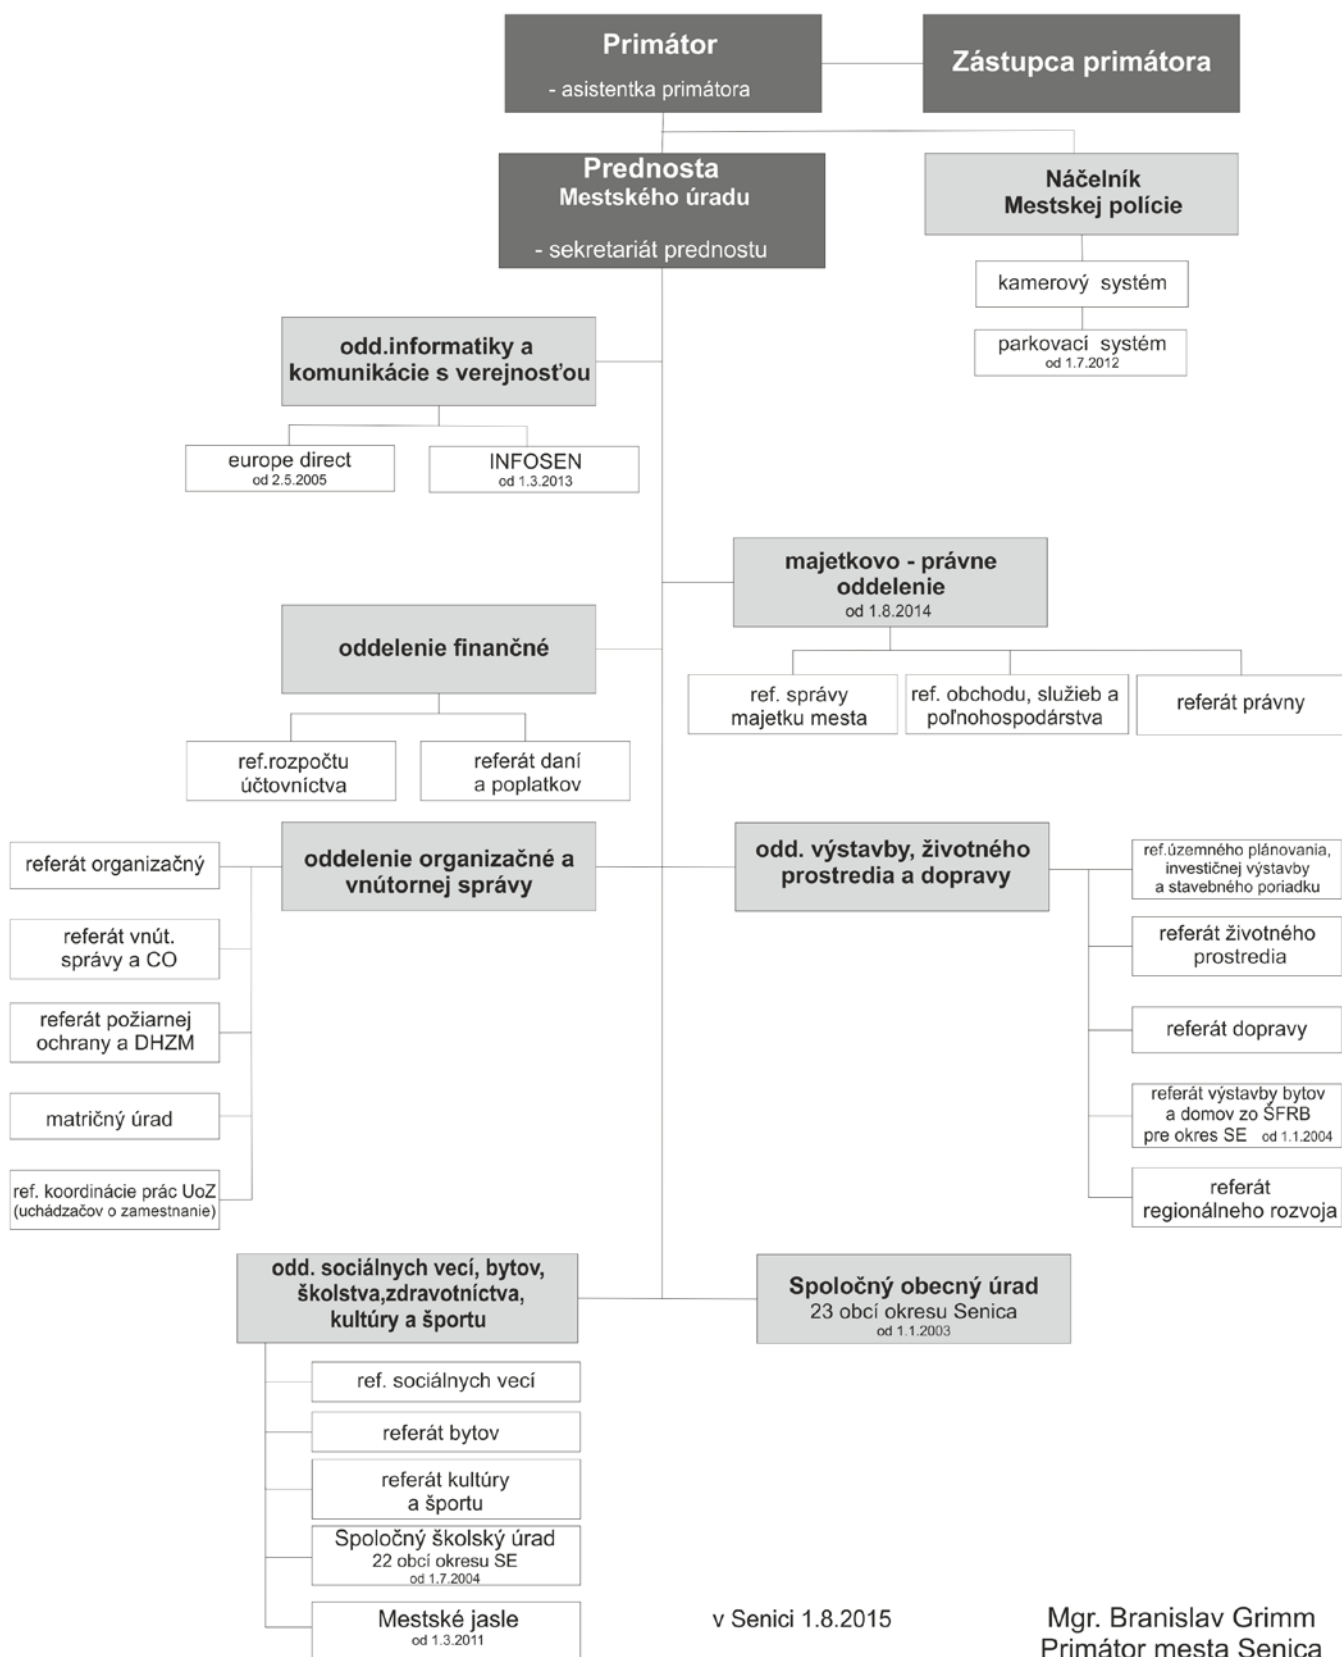 Primátor
- asistentka primátora
Zástupca primátora
Prednosta
Mestského úradu
- sekretariát prednostu
Náčelník
Mestskej polície
kamerový systém
parkovací systém
od 1.7.2012
odd.informatiky a
komunikácie s verejnosťou
europe direct
od 2.5.2005
INFOSEN
od 1.3.2013
majetkovo - právne
oddelenie
od 1.8.2014
oddelenie finančné
ref. správy
majetku mesta
ref. obchodu, služieb a
poľnohospodárstva
referát právny
ref.rozpočtu
účtovníctva
referát daní
a poplatkov
oddelenie organizačné a
vnútornej správy
referát organizačný
referát vnút.
správy a CO
referát požiarnej
ochrany a DHZM
matričný úrad
ref. koordinácie prác UoZ
(uchádzačov o zamestnanie)
odd. výstavby, životného
prostredia a dopravy
ref.územného plánovania,
investičnej výstavby
a stavebného poriadku
referát životného
prostredia
referát dopravy
referát výstavby bytov
a domov zo ŠFRB
pre okres SE od 1.1.2004
referát
regionálneho rozvoja
odd. sociálnych vecí, bytov,
školstva,zdravotníctva,
kultúry a športu
Spoločný obecný úrad
23 obcí okresu Senica
od 1.1.2003
ref. sociálnych vecí
referát bytov
referát kultúry
a športu
Spoločný školský úrad
22 obcí okresu SE
od 1.7.2004
Mestské jasle
od 1.3.2011
v Senici 1.8.2015
Mgr. Branislav Grimm
Primátor mesta Senica